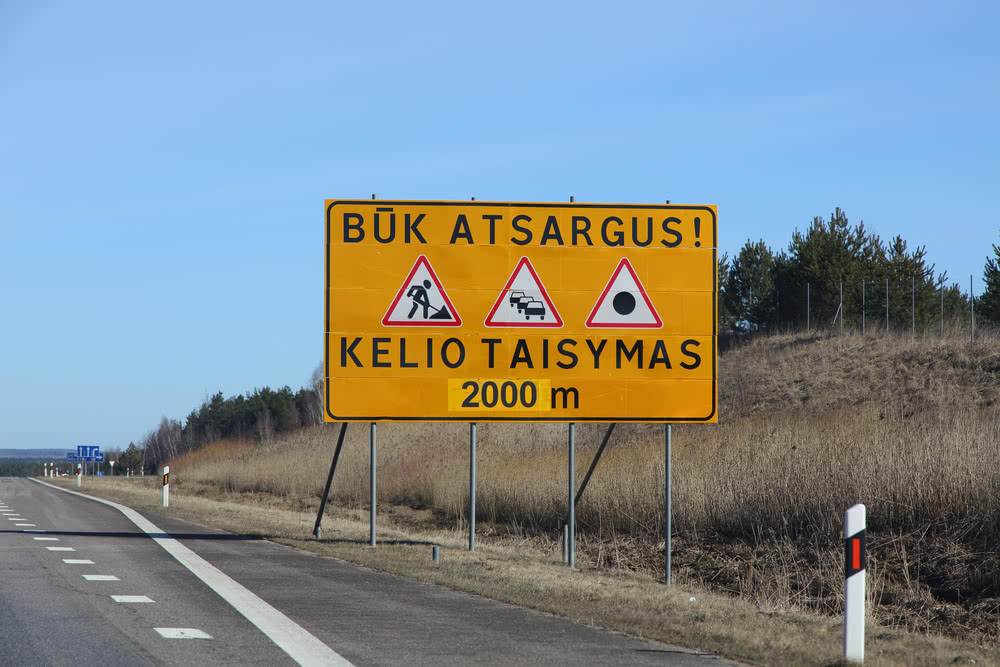 BŪK ATSARGUS!
KELIO TAISYMAS
2000 m